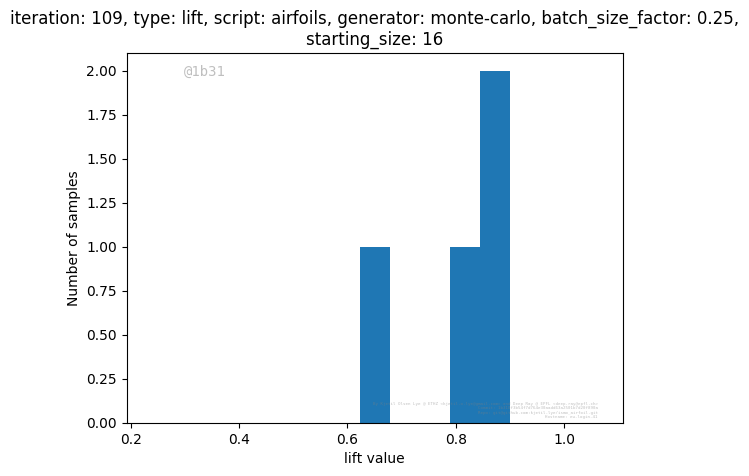 iteration: 109, type: lift, script: airfoils, generator: monte-carlo, batch_size_factor: 0.25,
starting_size: 16
@1b31
2.00
1.75
1.50
1.25
1.00
0.75
0.50
0.25
0.00
Number of samples
0.2 0.4 0.6 0.8 1.0
lift value